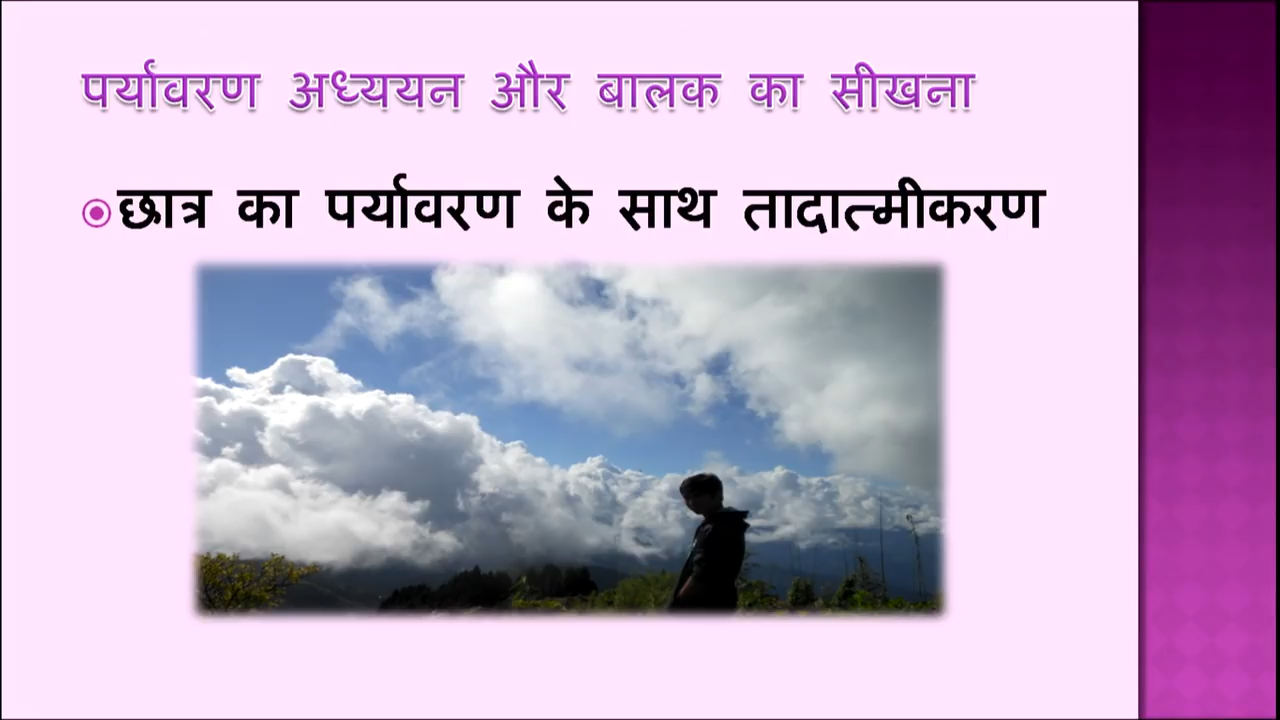 पर्यावरण अध्ययन और बालक का सीखना
छात्र का पर्यावरण के साथ तादात्मीकरण